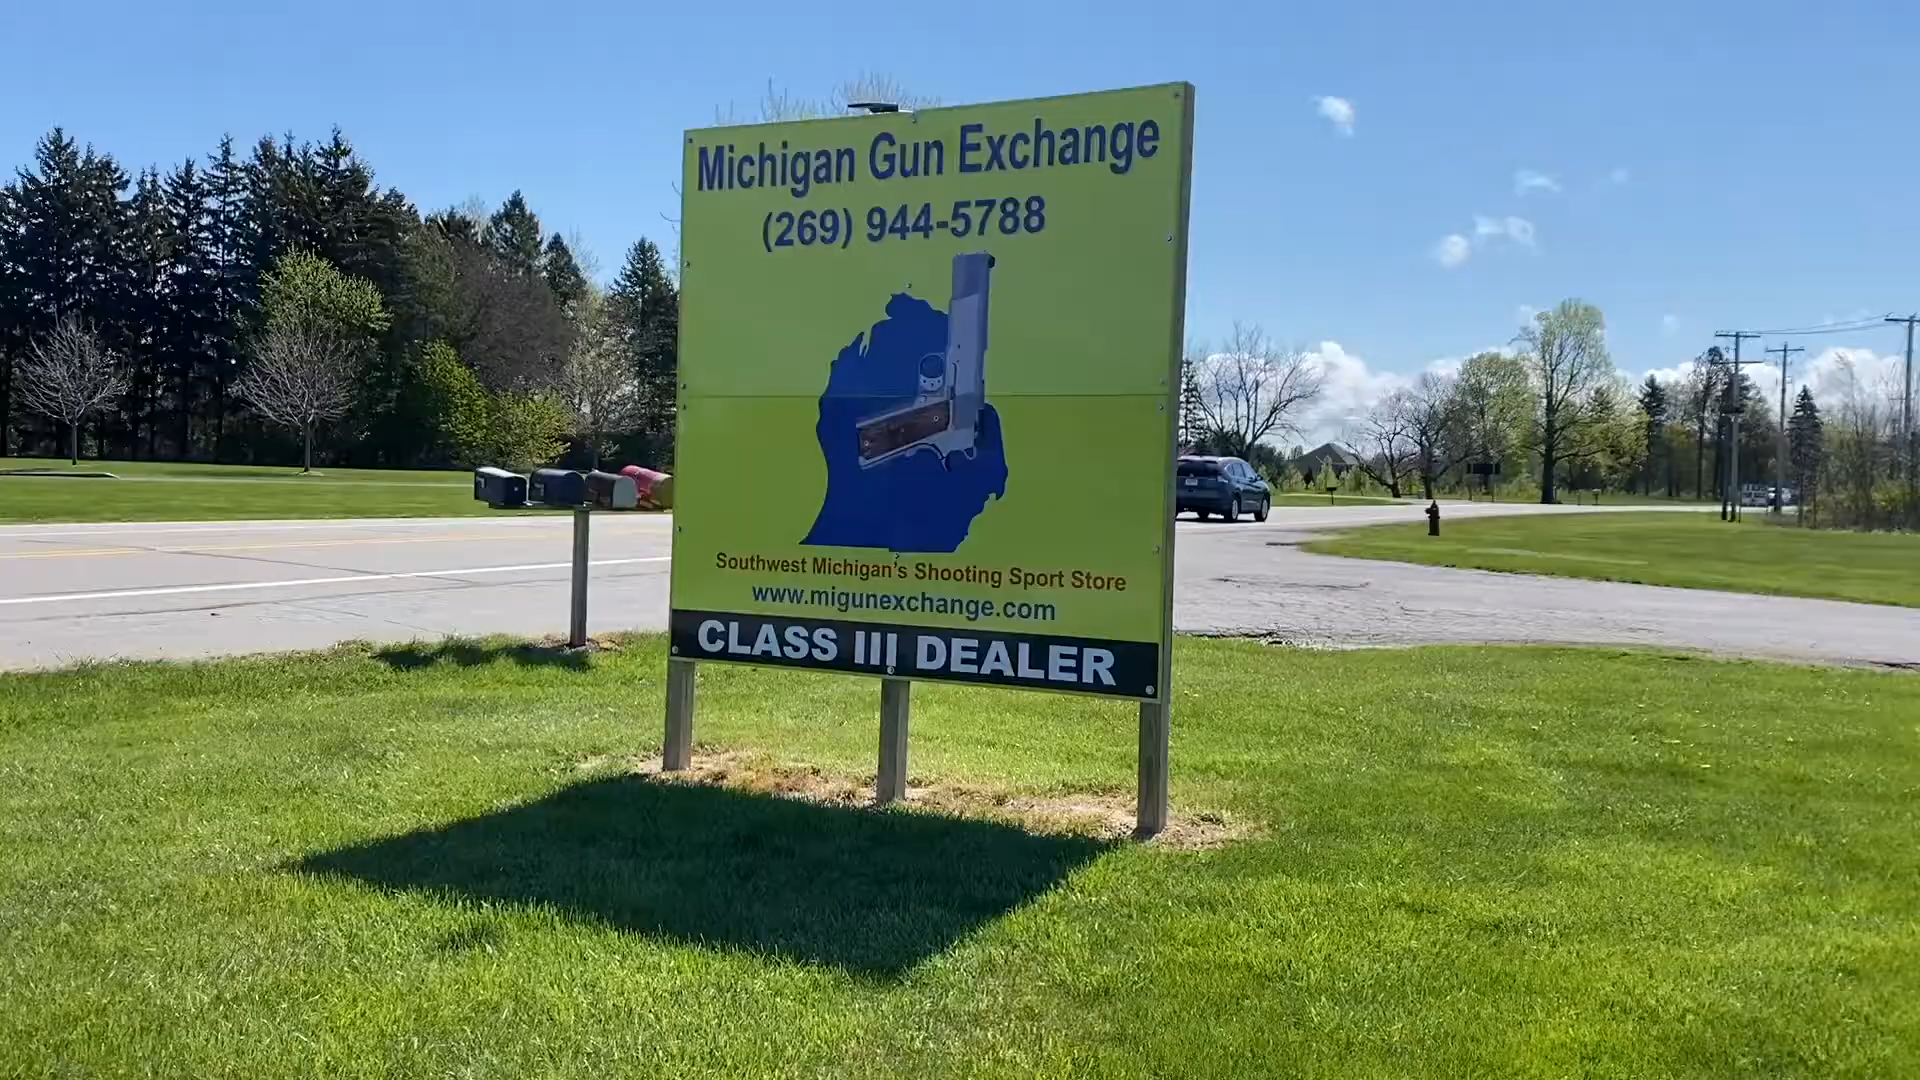 Michigan Gun Exchange
(269) 944-5788
Southwest Michigan's Shooting Sport Store
www.migunexchange.com
CLASS III DEALER